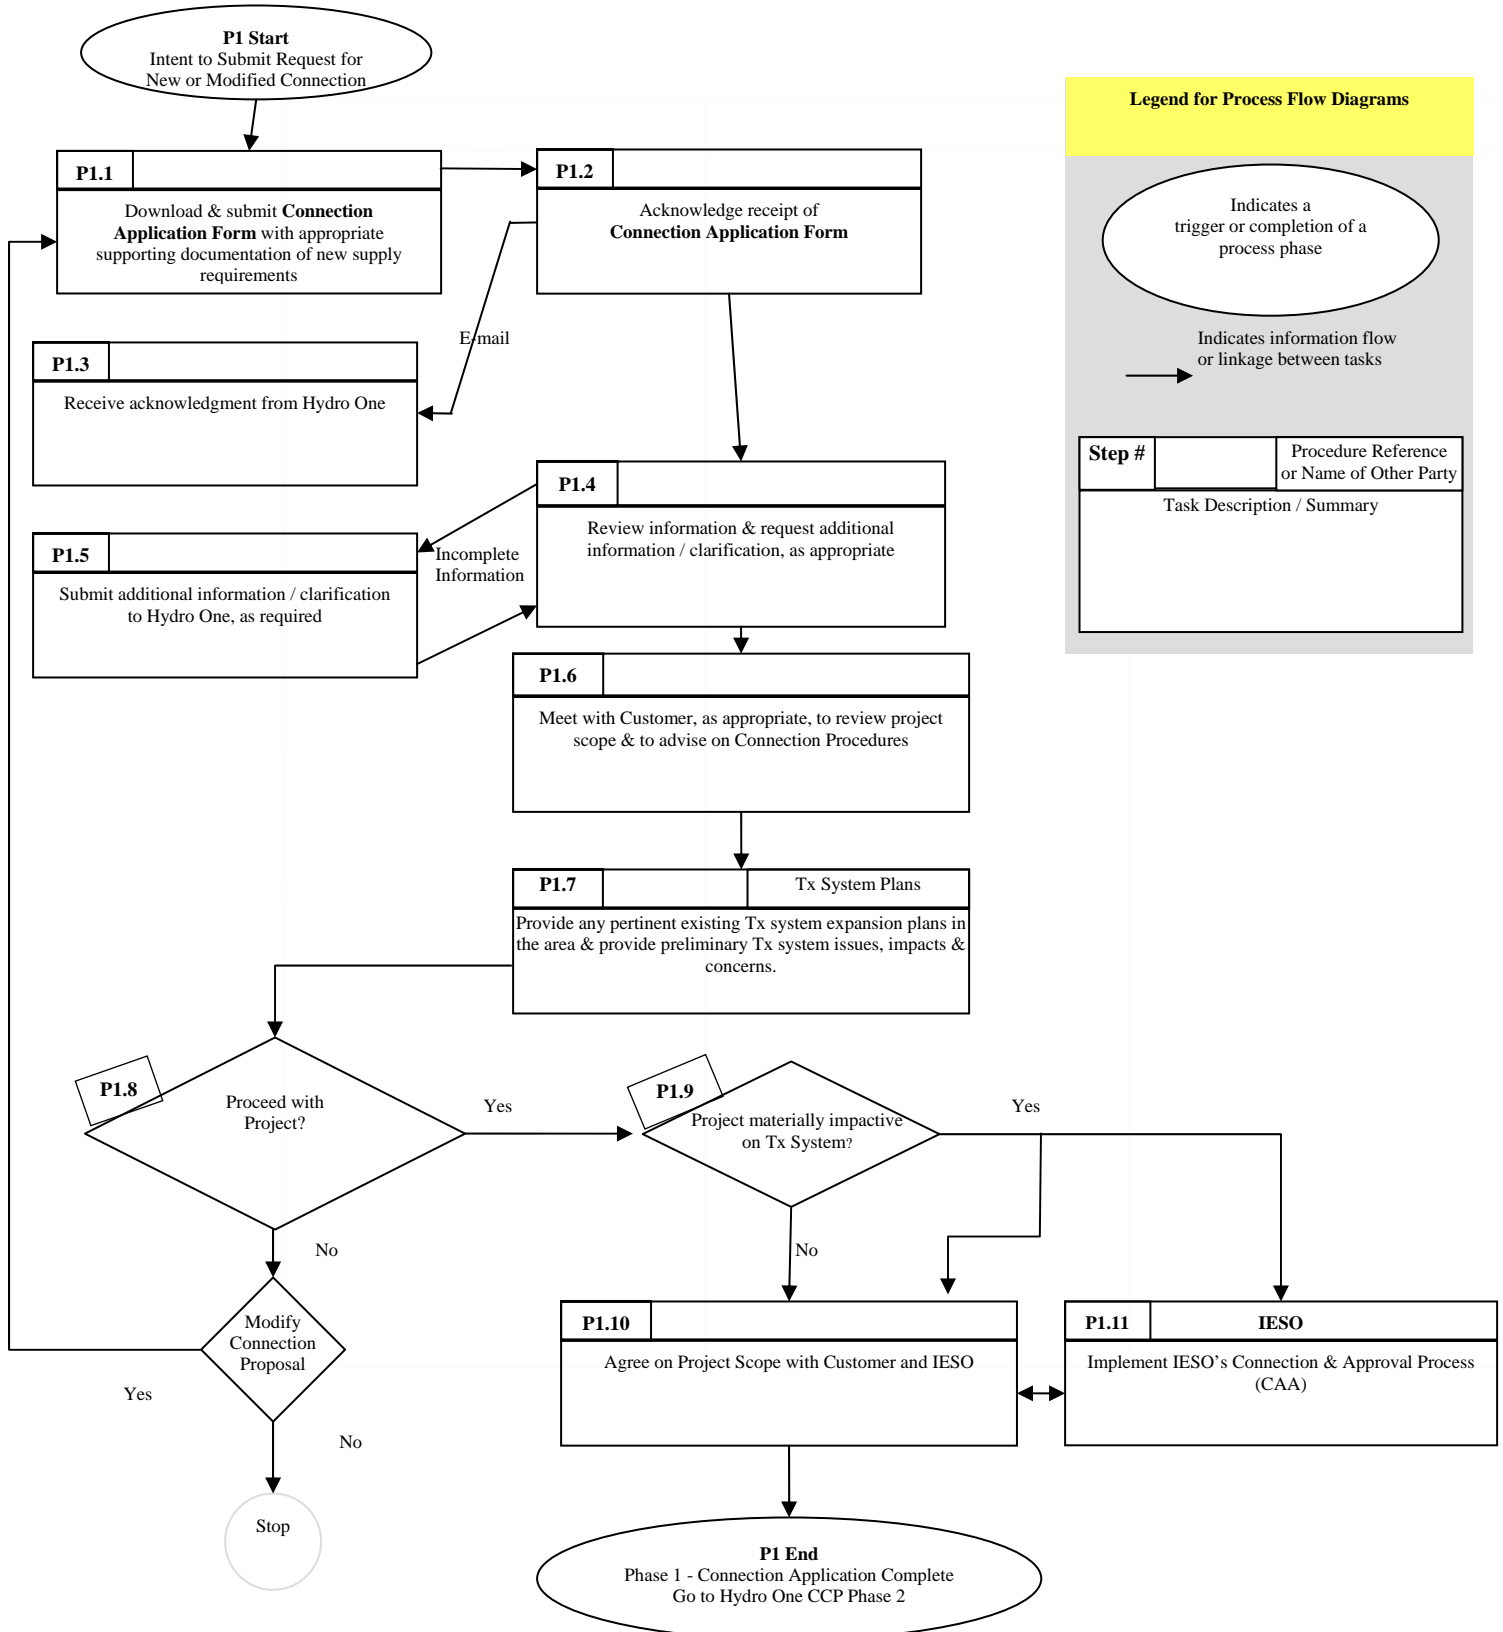 P1 Start
Intent to Submit Request for
New or Modified Connection
Legend for Process Flow Diagrams
Indicates a
trigger or completion of a
process phase
Indicates information flow
or linkage between tasks
Step #
Procedure Reference
or Name of Other Party
Task Description / Summary
P1.1
Download & submit Connection
Application Form with appropriate
supporting documentation of new supply
requirements
P1.2
Acknowledge receipt of
Connection Application Form
E-mail
P1.3
Receive acknowledgment from Hydro One
P1.4
Review information & request additional
information / clarification, as appropriate
Incomplete
Information
P1.5
Submit additional information / clarification
to Hydro One, as required
P1.6
Meet with Customer, as appropriate, to review project
scope & to advise on Connection Procedures
P1.7
Tx System Plans
Provide any pertinent existing Tx system expansion plans in
the area & provide preliminary Tx system issues, impacts &
concerns.
P1.8
Proceed with
Project?
Yes
P1.9
Project materially impactive
on Tx System?
Yes
No
No
Modify
Connection
Proposal
Yes
No
Stop
P1.10
Agree on Project Scope with Customer and IESO
P1.11
IESO
Implement IESO’s Connection & Approval Process
(CAA)
P1 End
Phase 1 - Connection Application Complete
Go to Hydro One CCP Phase 2